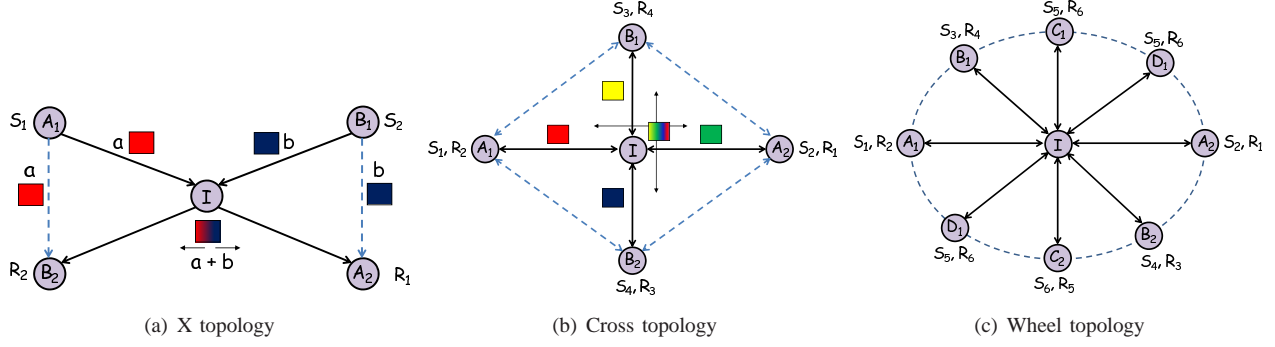 S1 A1 a b B1 S2
a b
I
a + b
R2 B2 A2 R1
(a) X topology
S3, R4
B1
S1, R2 A1 I A2 S2, R1
B2
S4, R3
(b) Cross topology
S5, R6
C1
S3, R4 B1
S5, R6
D1
S1, R2 A1 I A2 S2, R1
D1
S5, R6
B2
S4, R3
C2
S6, R5
(c) Wheel topology